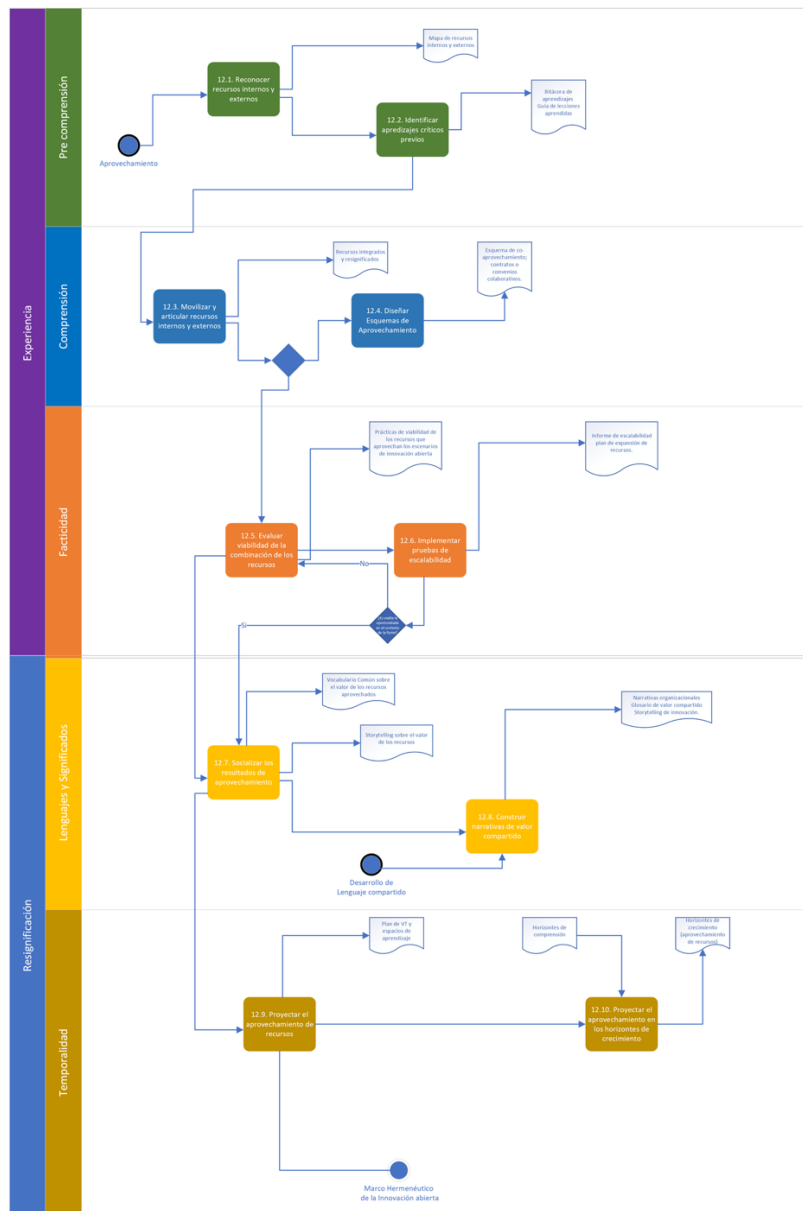 Experiencia
Resignificación
Pre comprensión
Comprensión
Facticidad
Lenguajes y Significados
Temporalidad
Aprovechamiento
12.1. Reconocer
recursos internos y
externos
Mapa de recursos
internos y externos
12.2. Identificar
apredizajes críticos
previos
Bitácora de
aprendizajes
Guía de lecciones
aprendidas
12.3. Movilizar y
articular recursos
internos y externos
Recursos integrados
y resignificados
12.4. Diseñar
Esquemas de
Aprovechamiento
Esquema de co-
aprovechamiento;
contratos o
convenios
colaborativos.
12.5. Evaluar
viabilidad de la
combinación de los
recursos
Prácticas de viabilidad de
los recursos que
aprovechan los escenarios
de innovación abierta
12.6. Implementar
pruebas de
escalabilidad
Informe de escalabilidad
plan de expansión de
recursos.
No
oportunidad
Si
Vocabulario Común sobre
el valor de los recursos
aprovechados
Storytelling sobre el valor
de los recursos
12.7. Socializar los
resultados de
aprovechamiento
12.8. Construir
narrativas de valor
compartido
Narrativas organizacionales
Glosario de valor compartido.
Storytelling de innovación.
Desarrollo de
Lenguaje compartido
Plan de VT y
espacios de
aprendizaje
12.9. Proyectar el
aprovechamiento de
recursos
Horizontes de
comprensión
12.10. Proyectar el
aprovechamiento en
los horizontes de
crecimiento
Horizontes de
crecimiento
(aprovechamiento
de recursos)
Marco Hermenéutico
de la Innovación abierta